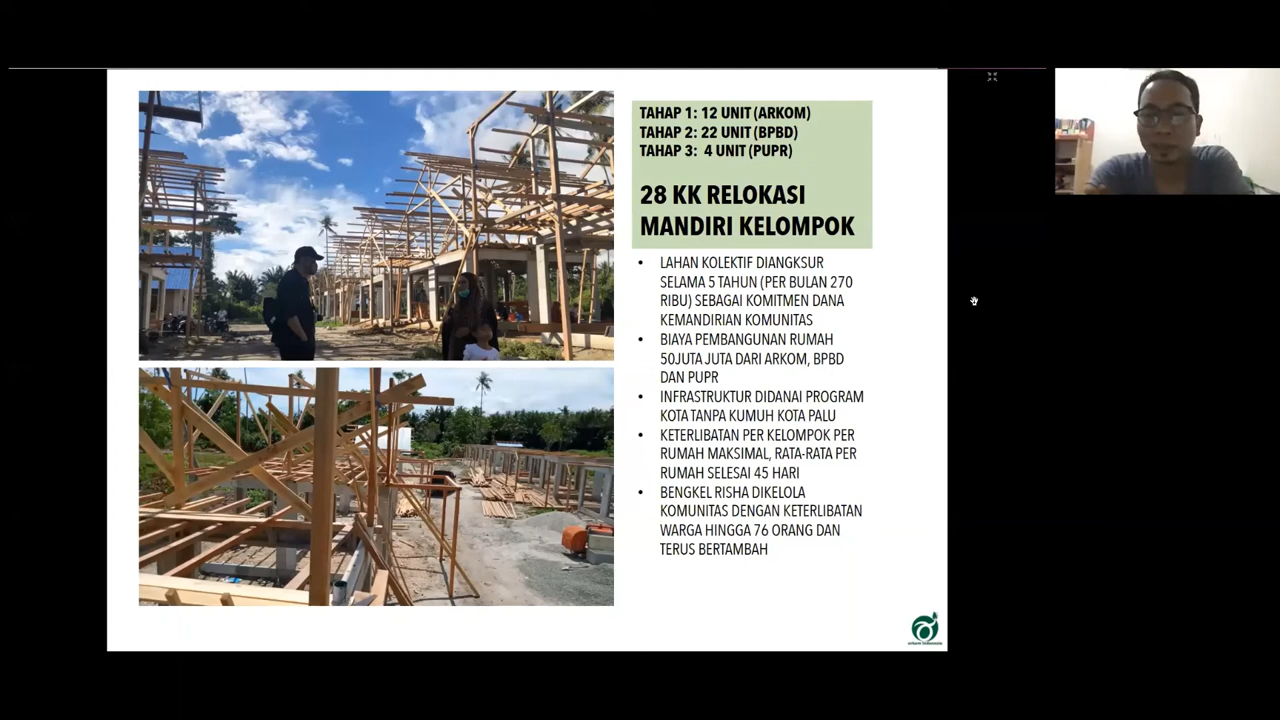 TAHAP 1: 12 UNIT (ARKOM)
TAHAP 2: 22 UNIT (BPBD)
TAHAP 3: 4 UNIT (PUPR)
28 KK RELOKASI
MANDIRI KELOMPOK
• LAHAN KOLEKTIF DIANGKSUR
SELAMA 5 TAHUN (PER BULAN 270
RIBU) SEBAGAI KOMITMEN DANA
KEMANDIRIAN KOMUNITAS
• BIAYA PEMBANGUNAN RUMAH
50JUTA JUTA DARI ARKOM, BPBD
DAN PUPR
• INFRASTRUKTUR DIDANAI PROGRAM
KOTA TANPA KUMUH KOTA PALU
• KETERLIBATAN PER KELOMPOK PER
RUMAH MAKSIMAL, RATA-RATA PER
RUMAH SELESAI 45 HARI
• BENGKEL RISHA DIKELOLA
KOMUNITAS DENGAN KETERLIBATAN
WARGA HINGGA 76 ORANG DAN
TERUS BERTAMBAH
arkom indonesia